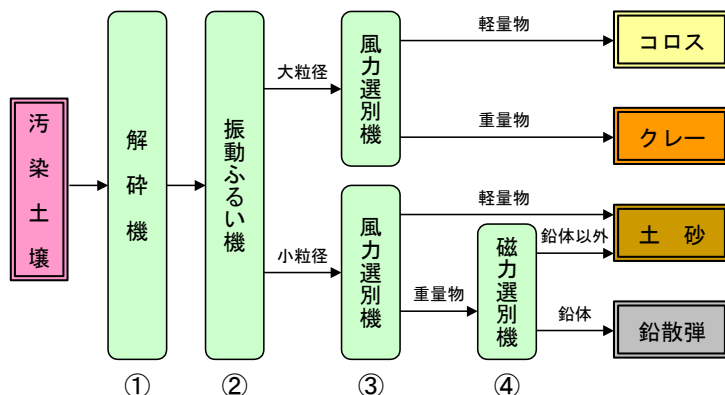 汚染土壌
解砕機
振動ふるい機
大粒径
小粒径
風力選別機
軽量物
重量物
コロス
クレー
風力選別機
軽量物
重量物
磁力選別機
鉛体以外
鉛体
土 砂
鉛散弾
①
②
③
④